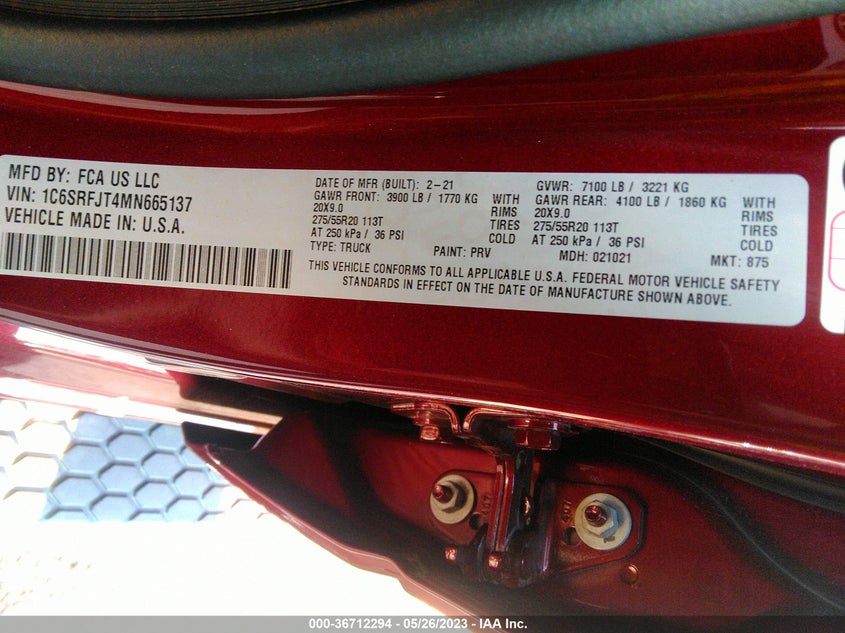 MFD BY: FCA US LLC
VIN: 1C6SRFJT4MN665137
VEHICLE MADE IN U.S.A.
DATE OF MFR (BUILT): 2-21
GAWR FRONT: 3900 LB / 1770 KG WITH
20X9.0 RIMS
275/55R20 113T TIRES
AT 250 kPa / 36 PSI COLD
TYPE: TRUCK PAINT: PRV
GVWR: 7100 LB / 3221 KG
GAWR REAR: 4100 LB / 1860 KG WITH
20X9.0 RIMS
275/55R20 113T TIRES
AT 250 kPa / 36 PSI COLD
MDH: 021021 MKT: 875
THIS VEHICLE CONFORMS TO ALL APPLICABLE U.S.A. FEDERAL MOTOR VEHICLE SAFETY
STANDARDS IN EFFECT ON THE DATE OF MANUFACTURE SHOWN ABOVE.
000-36712294 - 05/26/2023 - IAA Inc.